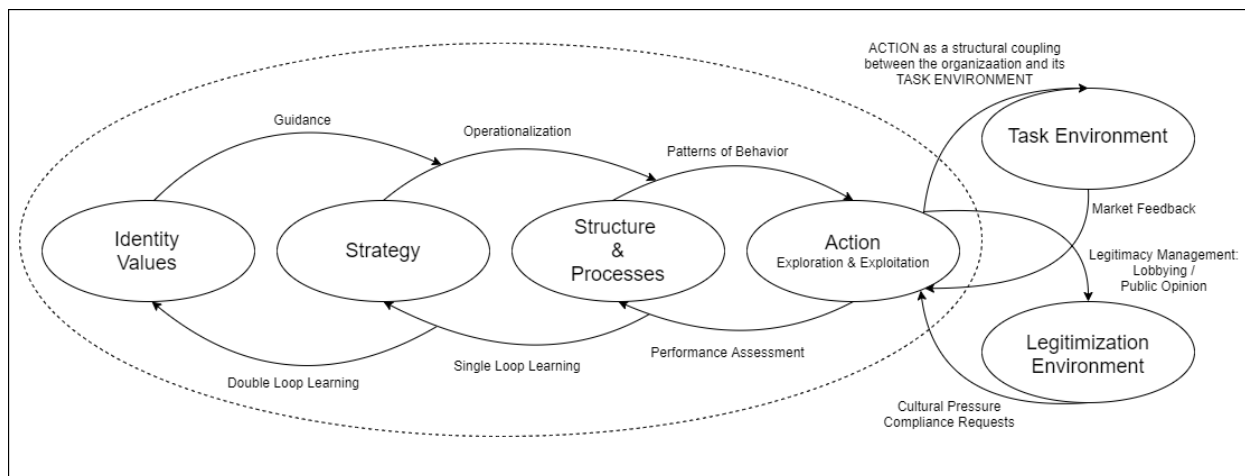 ACTION as a structural coupling
between the organizaation and its
TASK ENVIRONMENT
Guidance
Operationalization
Patterns of Behavior
Task Environment
Market Feedback
Identity
Values
Strategy
Structure
&
Processes
Action
Exploration & Exploitation
Legitimacy Management:
Lobbying /
Public Opinion
Legitimization
Environment
Performance Assessment
Single Loop Learning
Double Loop Learning
Cultural Pressure
Compliance Requests